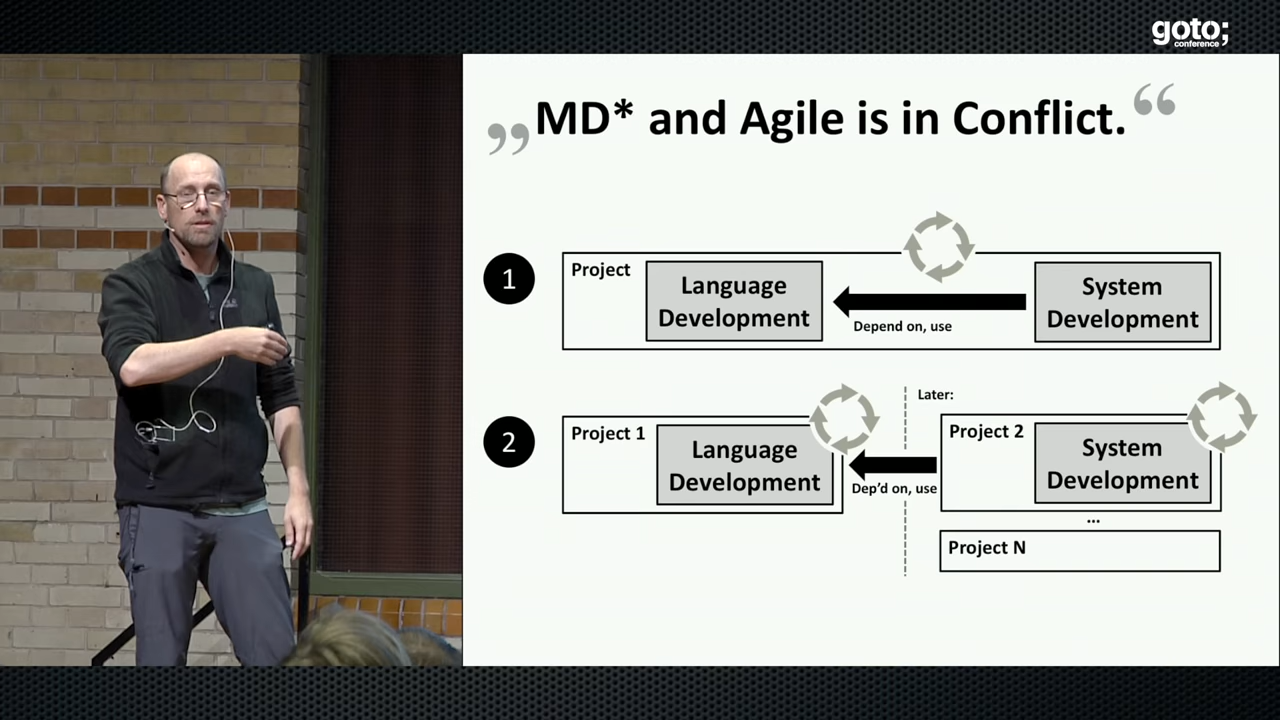 goto;
conference
„MD* and Agile is in Conflict.“
1
Project
Language
Development
Depend on, use
System
Development
2
Project 1
Language
Development
Dep’d on, use
Later:
Project 2
System
Development
...
Project N